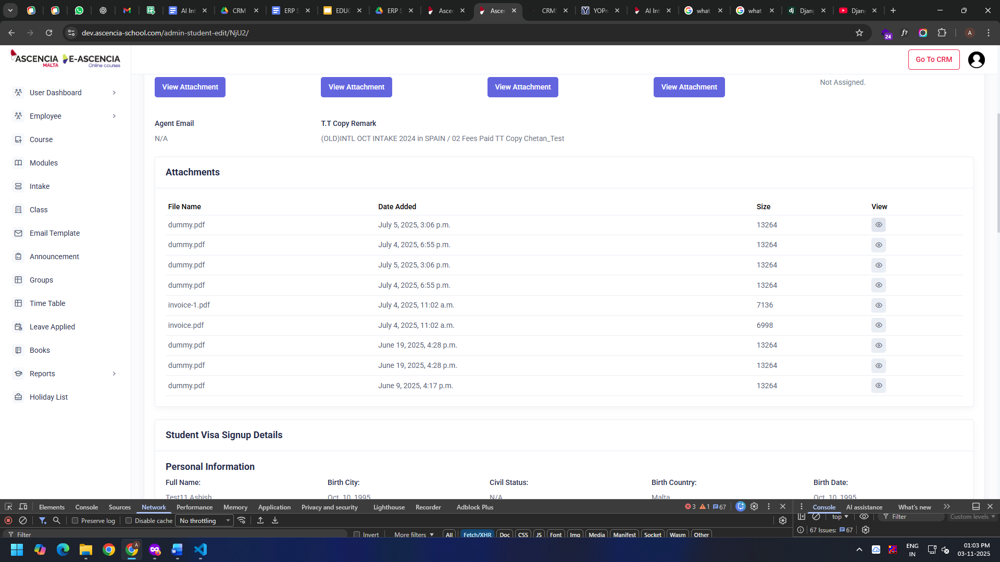 AI Int
CRM
ERP S
EDUC
ERP S
Ascen
Ascen
CRMS
YOPm
AI Int
what
what
Djang
Djang
dev.ascencia-school.com/admin-student-edit/NjU2/
24
f?
A
ASCENCIA MALTA E-ASCENCIA Online courses
Go To CRM
User Dashboard
Employee
Course
Modules
Intake
Class
Email Template
Announcement
Groups
Time Table
Leave Applied
Books
Reports
Holiday List
View Attachment View Attachment View Attachment View Attachment Not Assigned.
Agent Email T.T Copy Remark
N/A (OLD)INTL OCT INTAKE 2024 in SPAIN / 02 Fees Paid TT Copy Chetan_Test
Attachments
File Name Date Added Size View
dummy.pdf July 5, 2025, 3:06 p.m. 13264
dummy.pdf July 4, 2025, 6:55 p.m. 13264
dummy.pdf July 5, 2025, 3:06 p.m. 13264
dummy.pdf July 4, 2025, 6:55 p.m. 13264
invoice-1.pdf July 4, 2025, 11:02 a.m. 7136
invoice.pdf July 4, 2025, 11:02 a.m. 6998
dummy.pdf June 19, 2025, 4:28 p.m. 13264
dummy.pdf June 19, 2025, 4:28 p.m. 13264
dummy.pdf June 9, 2025, 4:17 p.m. 13264
Student Visa Signup Details
Personal Information
Full Name: Birth City: Civil Status: Birth Country: Birth Date:
Test11 Ashish Oct. 10, 1995 N/A Malta Oct. 10, 1995
Elements Console Sources Network Performance Memory Application Privacy and security Lighthouse Recorder Adblock Plus 3 1 67
Preserve log Disable cache No throttling
Filter Invert More filters All Fetch/XHR Doc CSS JS Font Img Media Manifest Socket Wasm Other
Console AI assistance What's new
top Filter Custom levels
67 Issues: 67
A
ENG
IN
01:03 PM
03-11-2025